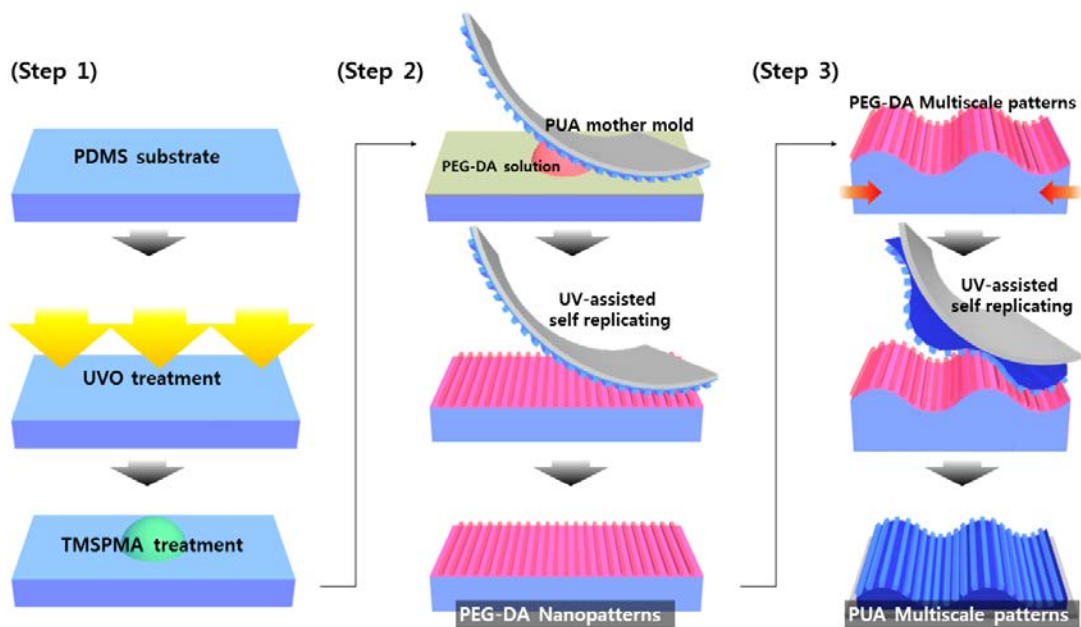 (Step 1)
PDMS substrate
UVO treatment
TMSPMA treatment
(Step 2)
PUA mother mold
PEG-DA solution
UV-assisted
self replicating
PEG-DA Nanopatterns
(Step 3)
PEG-DA Multiscale patterns
UV-assisted
self replicating
PUA Multiscale patterns